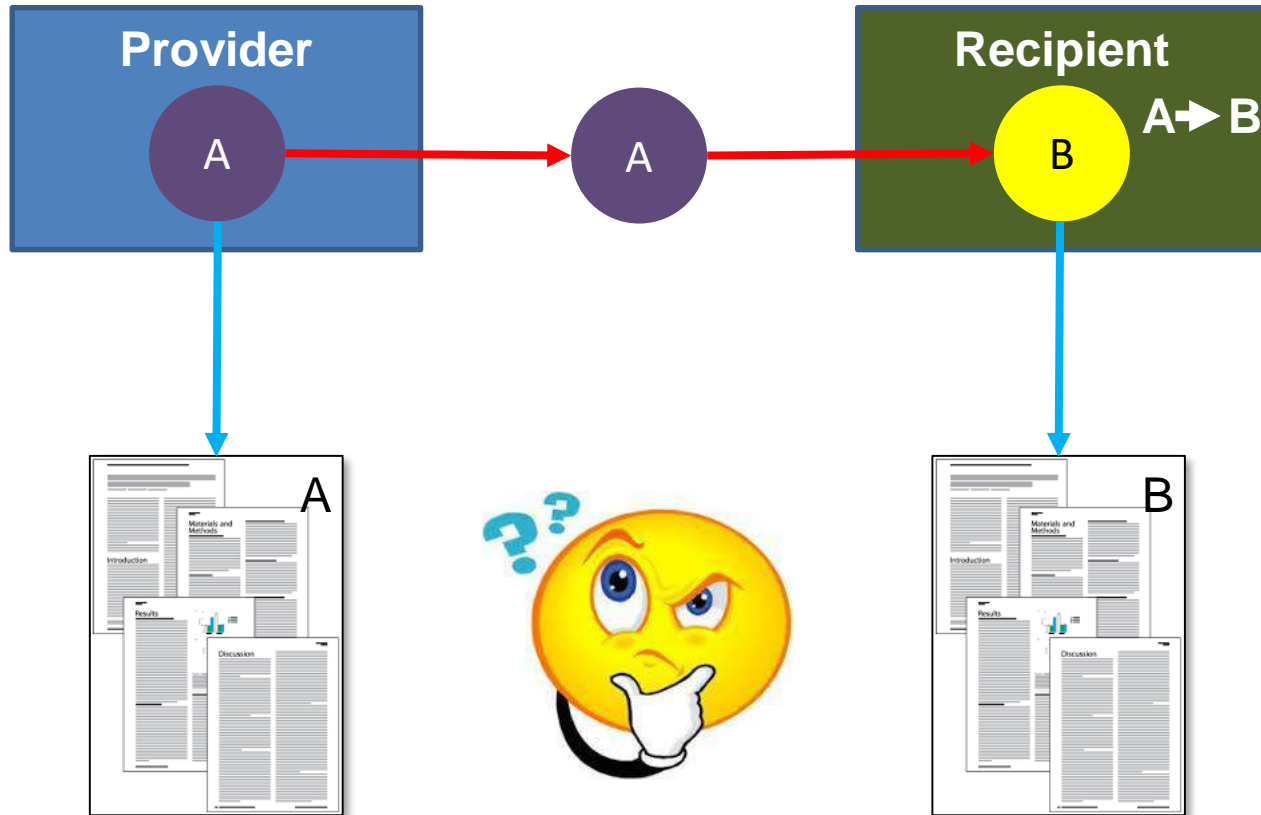 Provider
Recipient
A
A
B
A B
A
Materials and
Methods
Introduction
Results
Discussion
? ?
B
Materials and
Methods
Introduction
Results
Discussion